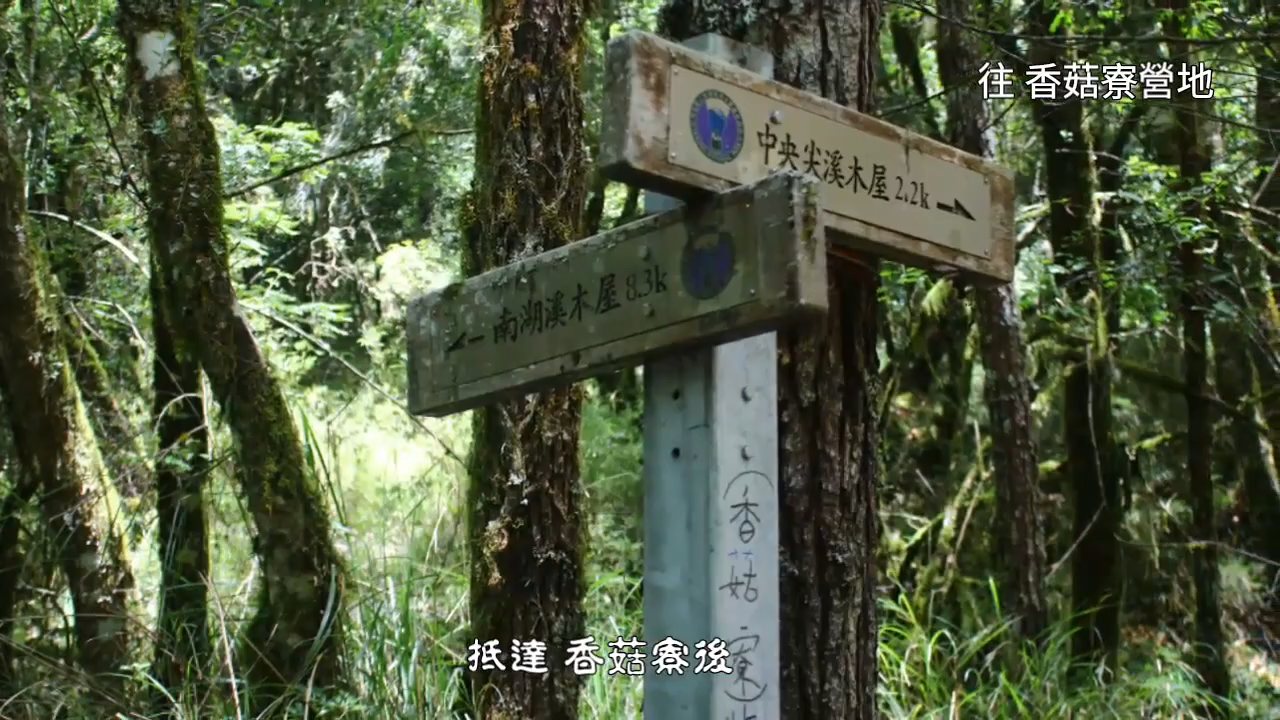 往 香菇寮營地
中央尖溪木屋 2.2k
南湖溪木屋 8.3k
(香菇寮)
抵達 香菇寮後